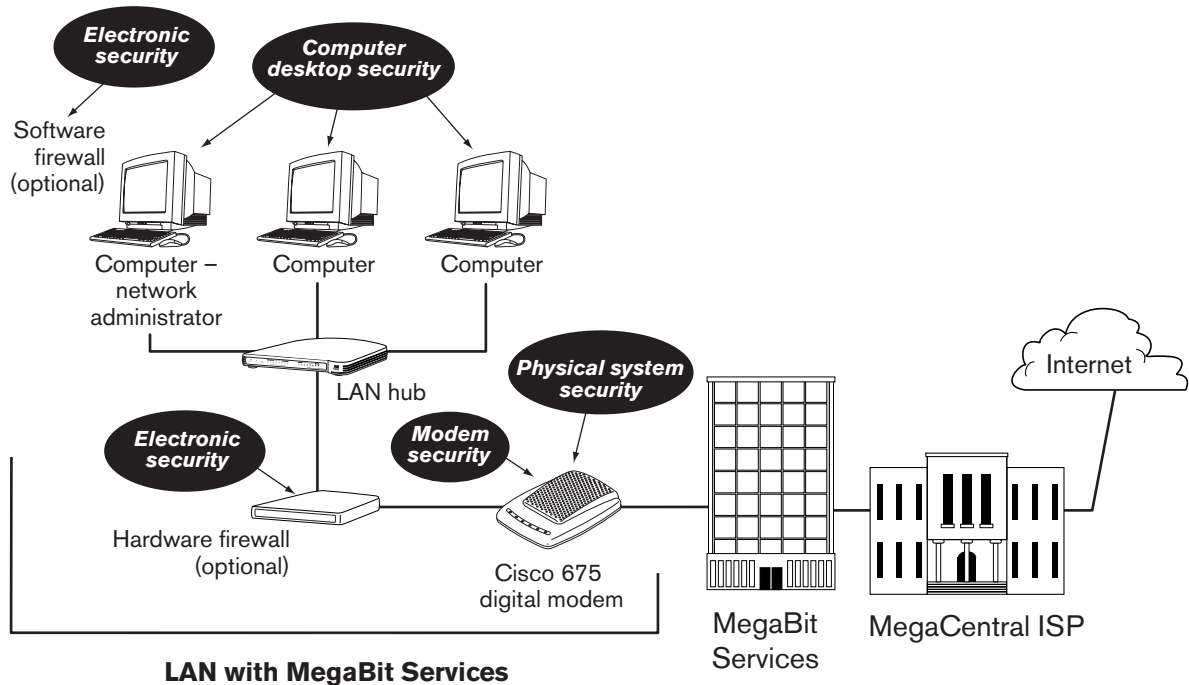 Electronic
security
Computer
desktop security
Software
firewall
(optional)
Computer –
network
administrator
Computer
Computer
LAN hub
Physical system
security
Internet
Electronic
security
Modem
security
Hardware firewall
(optional)
Cisco 675
digital modem
MegaBit
Services
MegaCentral ISP
LAN with MegaBit Services